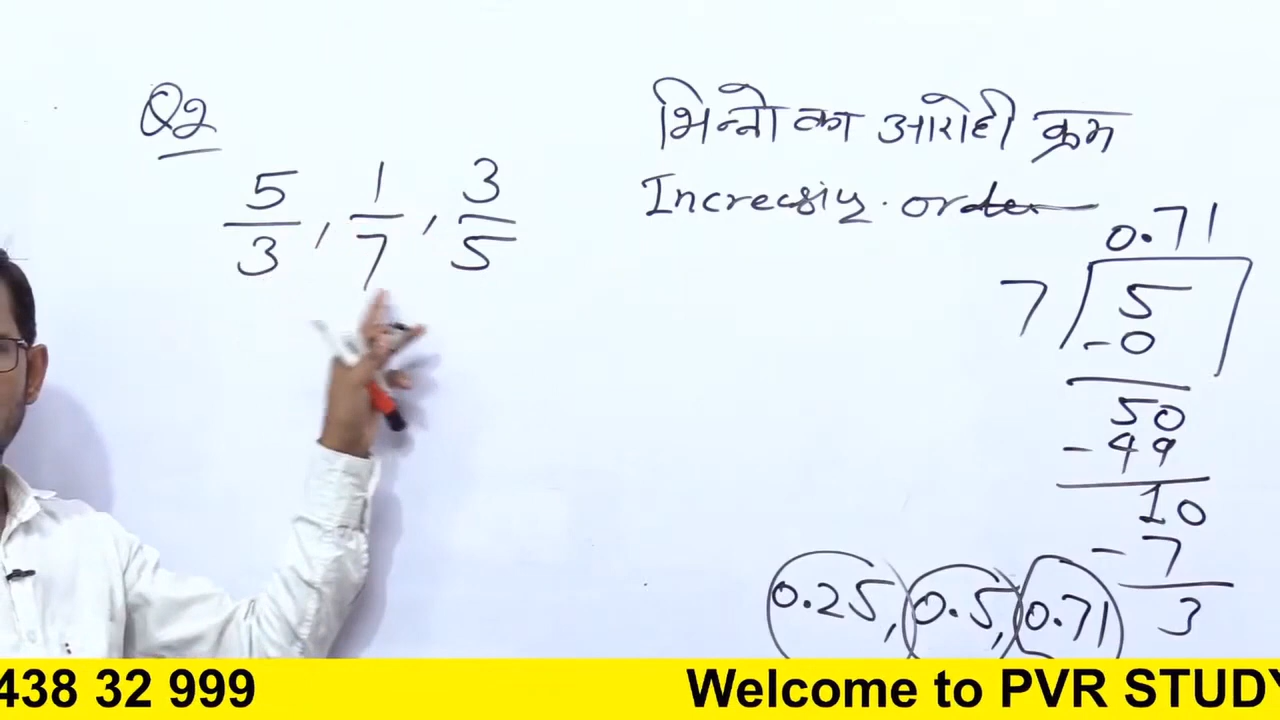 Q2
5/3, 1/7, 3/5
भिन्नो का आरोही क्रम
Increasing order
0.71
7 5
-0
50
-49
10
-7
3
0.25, 0.5, 0.71
438 32 999
Welcome to PVR STUDY